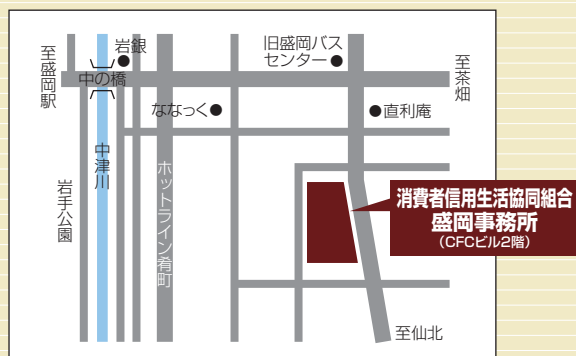 至盛岡駅
岩銀
中の橋
旧盛岡バス
センター
至茶畑
ななっく
直利庵
中津川
岩手公園
ホットライン肴町
消費者信用生活協同組合
盛岡事務所
(CFCビル2階)
至仙北